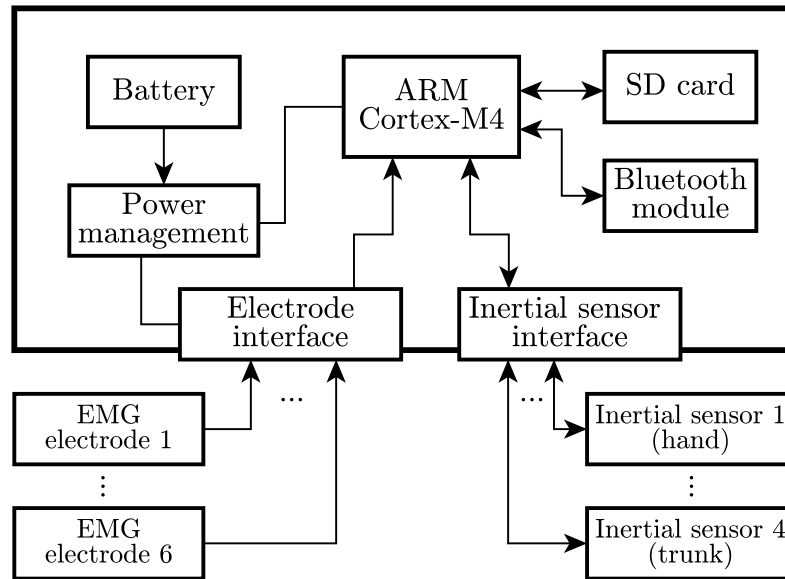 Battery
ARM
Cortex-M4
SD card
Power
management
Bluetooth
module
Electrode
interface
Inertial sensor
interface
...
...
EMG
electrode 1
Inertial sensor 1
(hand)
...
...
EMG
electrode 6
Inertial sensor 4
(trunk)